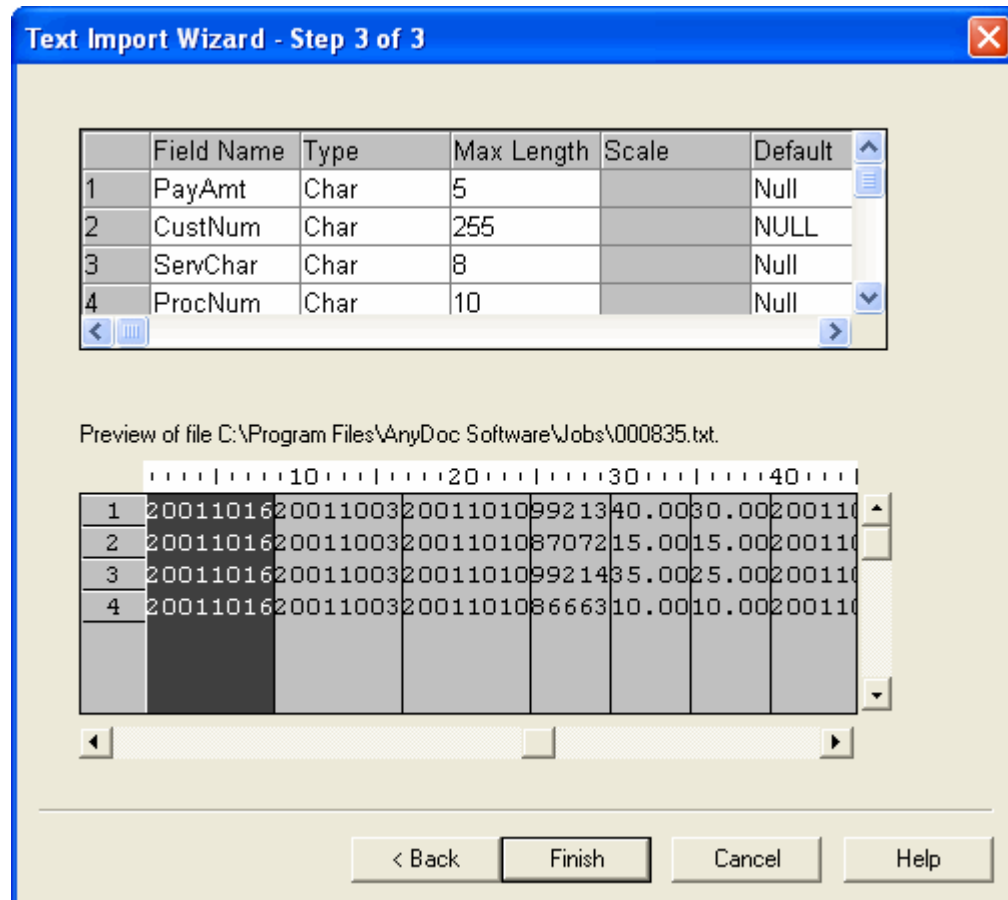 Text Import Wizard - Step 3 of 3
Field Name Type Max Length Scale Default
1 PayAmt Char 5 Null
2 CustNum Char 255 NULL
3 ServChar Char 8 Null
4 ProcNum Char 10 Null
Preview of file C:\Program Files\AnyDoc Software\Jobs\000835.txt.
10 20 30 40
1 20011016 20011003 20011010 99213 40.00 30.00 200110
2 20011016 20011003 20011010 87072 15.00 15.00 200110
3 20011016 20011003 20011010 99214 35.00 25.00 200110
4 20011016 20011003 20011010 86663 10.00 10.00 200110
< Back Finish Cancel Help